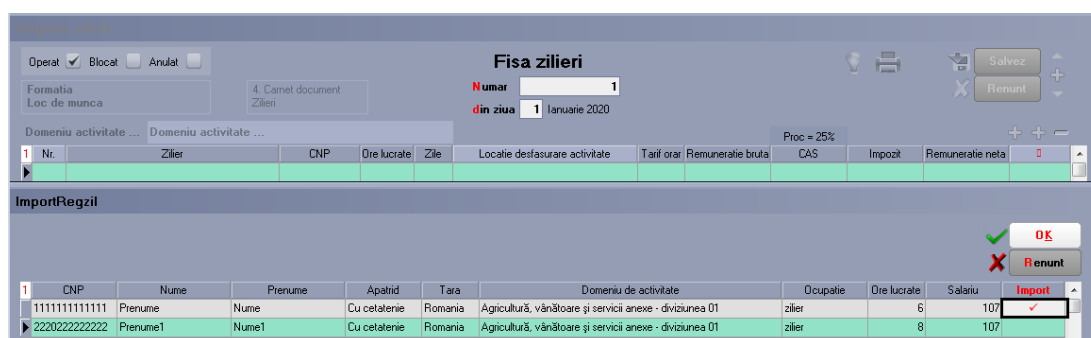 Operat Blocat Anulat
Fisa zilieri
Salvez
Renunt
Formatia
Loc de munca
4. Carnet document
Zilieri
Numar 1
din ziua 1 Ianuarie 2020
Domeniu activitate ... Domeniu activitate ...
Proc = 25%
1 Nr. Zilier CNP Ore lucrate Zile Locatie desfasurare activitate Tarif orar Remuneratie bruta CAS Impozit Remuneratie neta
ImportRegzil
OK
Renunt
1 CNP Nume Prenume Apatrid Tara Domeniu de activitate Ocupatie Ore lucrate Salariu Import
1111111111111 Prenume Nume Cu cetatenie Romania Agricultură, vânătoare şi servicii anexe - diviziunea 01 zilier 6 107
2220222222222 Prenume1 Nume1 Cu cetatenie Romania Agricultură, vânătoare şi servicii anexe - diviziunea 01 zilier 8 107